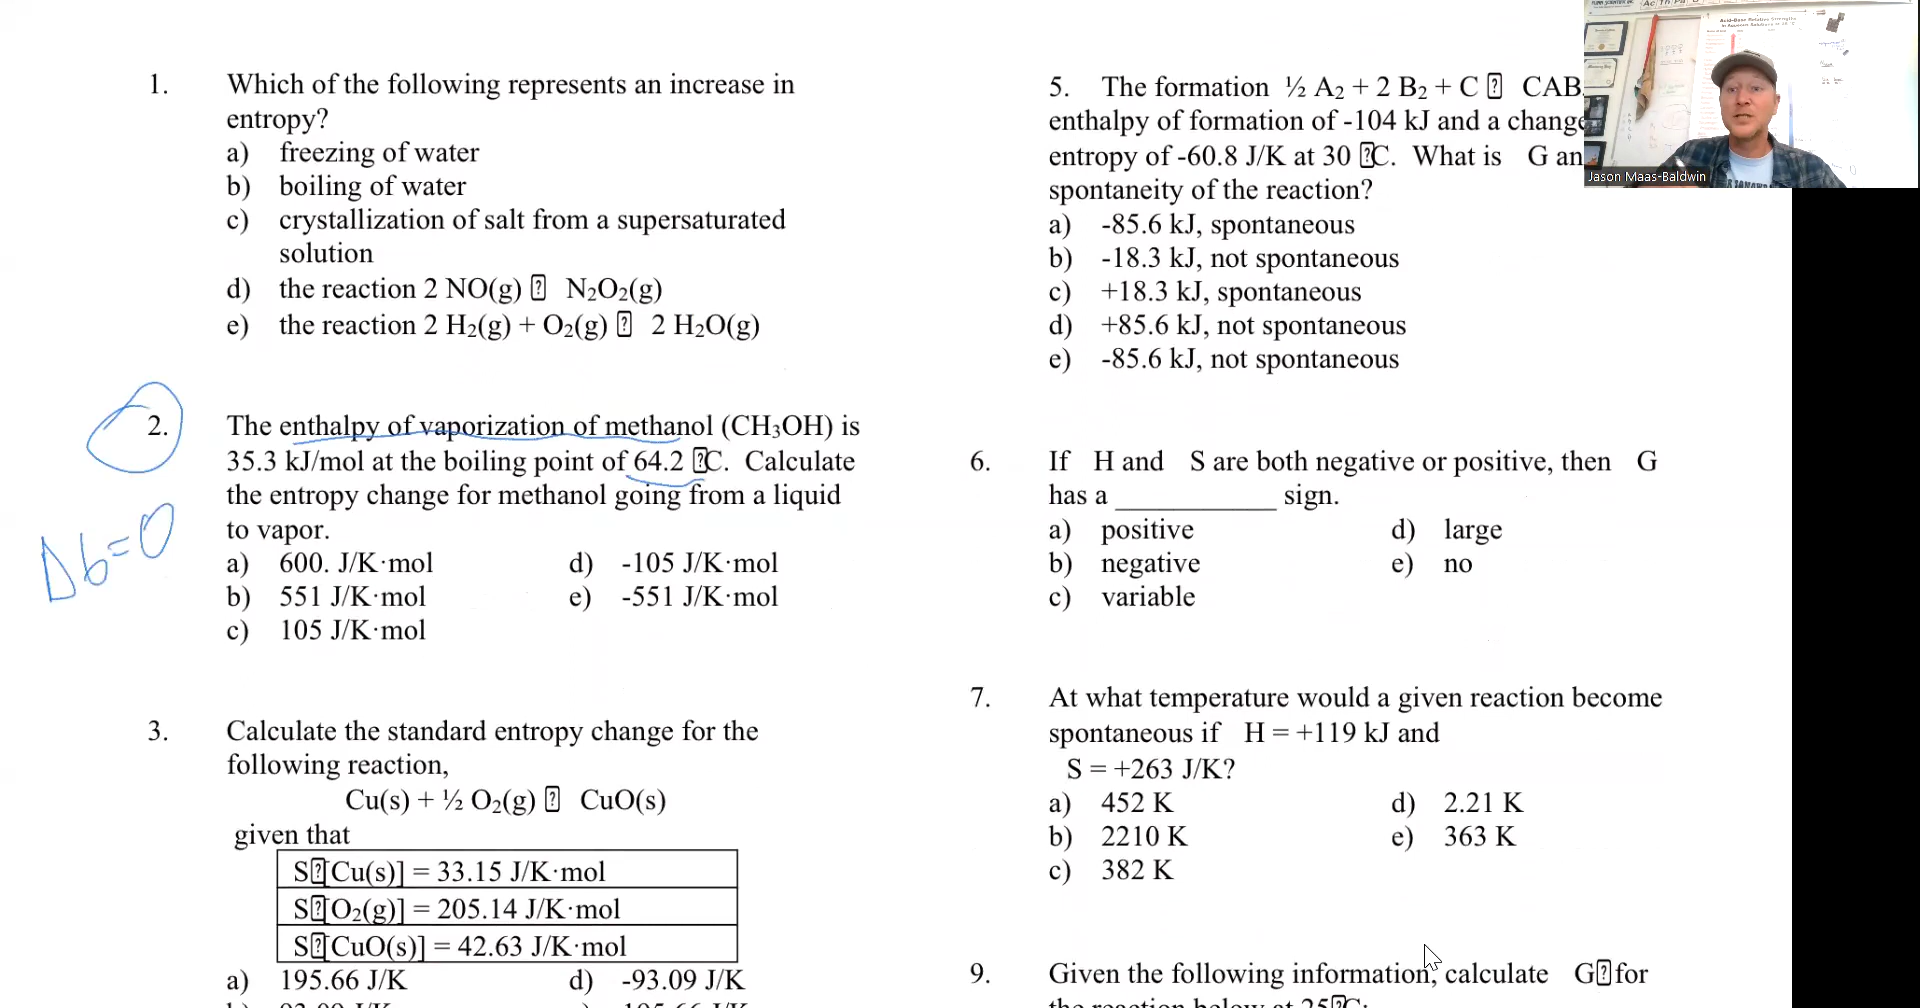 1. Which of the following represents an increase in
entropy?
a) freezing of water
b) boiling of water
c) crystallization of salt from a supersaturated
solution
d) the reaction 2 NO(g) → N₂O₂(g)
e) the reaction 2 H₂(g) + O₂(g) → 2 H₂O(g)
2. The enthalpy of vaporization of methanol (CH₃OH) is
35.3 kJ/mol at the boiling point of 64.2 °C. Calculate
the entropy change for methanol going from a liquid
to vapor.
ΔG=0
a) 600. J/K·mol d) -105 J/K·mol
b) 551 J/K·mol e) -551 J/K·mol
c) 105 J/K·mol
3. Calculate the standard entropy change for the
following reaction,
Cu(s) + ½ O₂(g) → CuO(s)
given that
S°[Cu(s)] = 33.15 J/K·mol
S°[O₂(g)] = 205.14 J/K·mol
S°[CuO(s)] = 42.63 J/K·mol
a) 195.66 J/K d) -93.09 J/K
5. The formation ½ A₂ + 2 B₂ + C → CAB
enthalpy of formation of -104 kJ and a change
entropy of -60.8 J/K at 30 °C. What is G an
spontaneity of the reaction?
a) -85.6 kJ, spontaneous
b) -18.3 kJ, not spontaneous
c) +18.3 kJ, spontaneous
d) +85.6 kJ, not spontaneous
e) -85.6 kJ, not spontaneous
6. If H and S are both negative or positive, then G
has a ____________ sign.
a) positive d) large
b) negative e) no
c) variable
7. At what temperature would a given reaction become
spontaneous if H = +119 kJ and
S = +263 J/K?
a) 452 K d) 2.21 K
b) 2210 K e) 363 K
c) 382 K
9. Given the following information, calculate G° for
the reaction below at 25°C:
Jason Maas-Baldwin